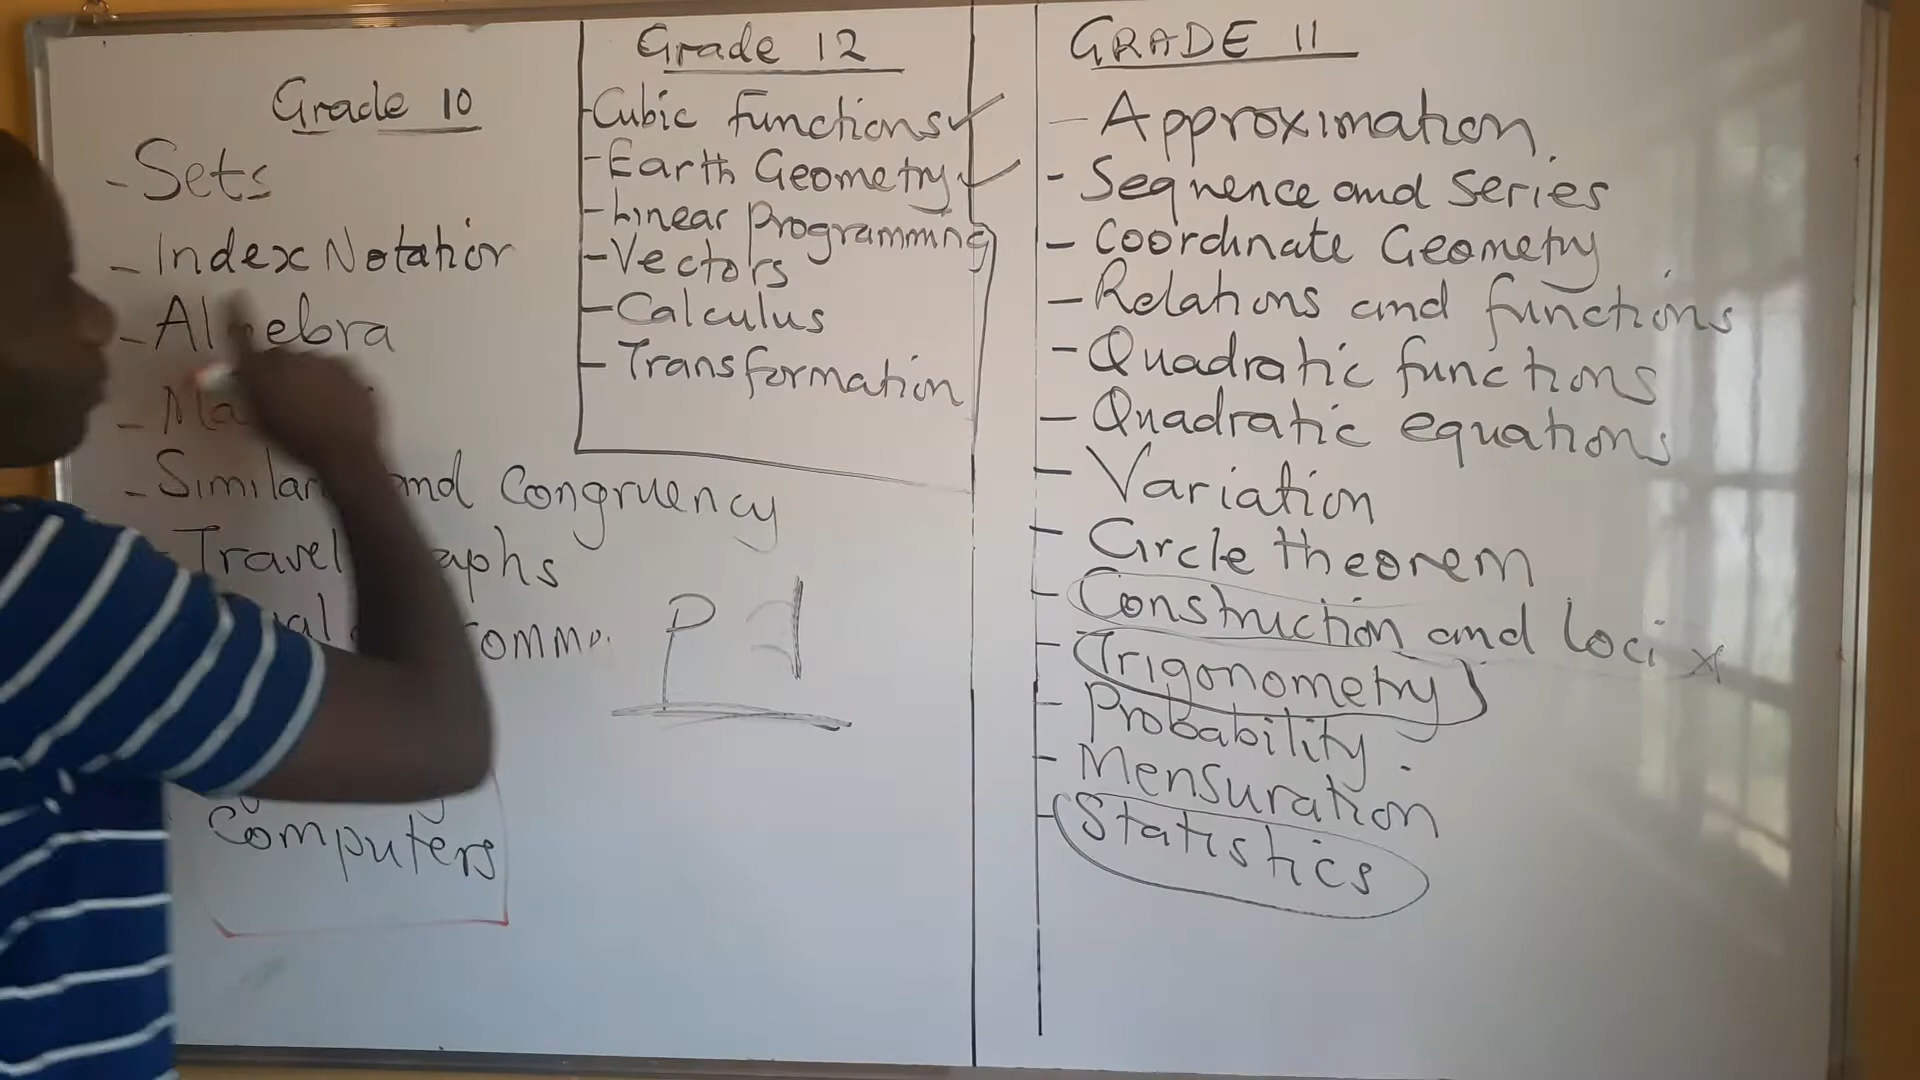 Grade 10
- Sets
- Index Notation
- Algebra
- Similar and Congruency
Travel
Computers
P
Grade 12
- Cubic functions ✓
- Earth Geometry ✓
- Linear Programming
- Vectors
- Calculus
- Transformation
GRADE 11
- Approximation.
- Sequence and Series
- Coordinate Geometry
- Relations and functions
- Quadratic functions
- Quadratic equations
- Variation
- Circle theorem
- Construction and Loci x
- Trigonometry
- Probability.
- Mensuration
- Statistics